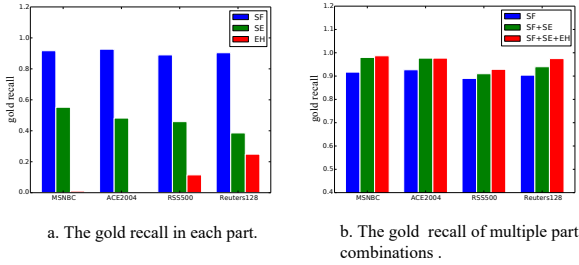 1.2
1.0
0.8
0.6
0.4
0.2
0.0
gold recall
SF
SE
EH
MSNBC ACE2004 RSS500 Reuters128
a. The gold recall in each part.
1.2
1.1
1.0
0.9
0.8
0.7
0.6
0.5
0.4
gold recall
SF
SF+SE
SF+SE+EH
MSNBC ACE2004 RSS500 Reuters128
b. The gold recall of multiple part
combinations .